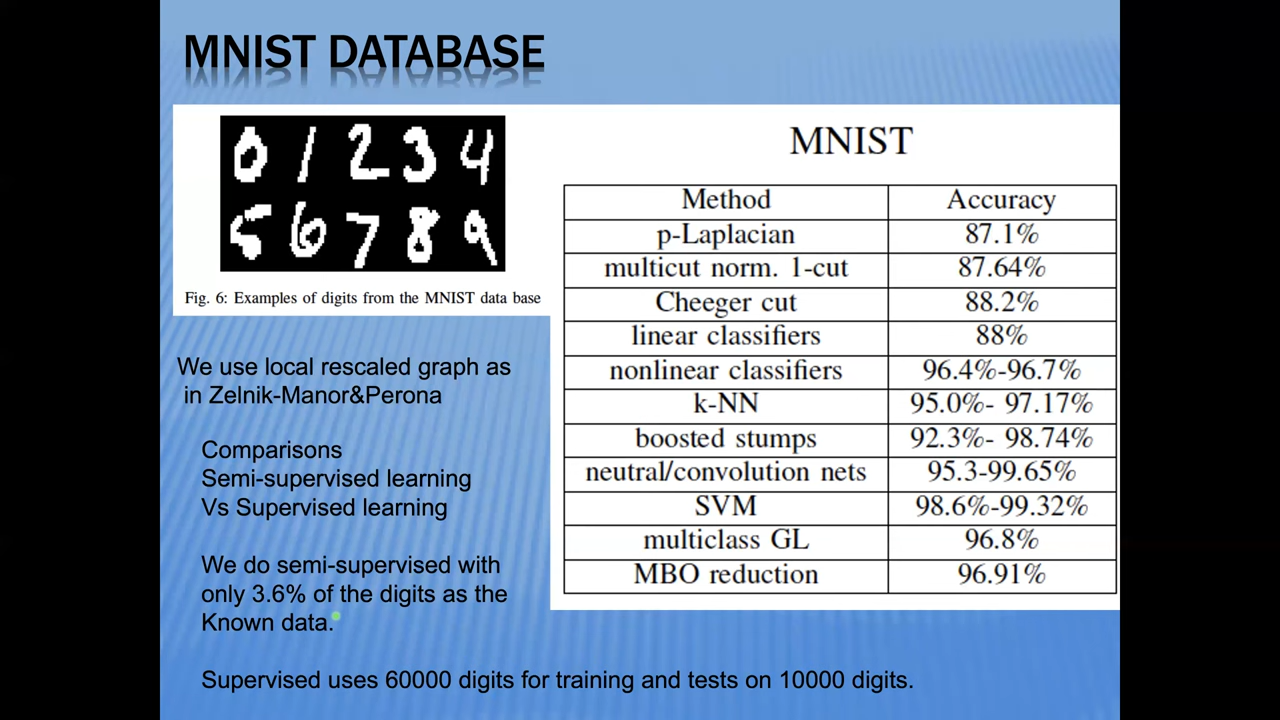 MNIST DATABASE
0 1 2 3 4
5 6 7 8 9
Fig. 6: Examples of digits from the MNIST data base
We use local rescaled graph as
in Zelnik-Manor&Perona
Comparisons
Semi-supervised learning
Vs Supervised learning
We do semi-supervised with
only 3.6% of the digits as the
Known data.
MNIST
Method Accuracy
p-Laplacian 87.1%
multicut norm. 1-cut 87.64%
Cheeger cut 88.2%
linear classifiers 88%
nonlinear classifiers 96.4%-96.7%
k-NN 95.0%- 97.17%
boosted stumps 92.3%- 98.74%
neutral/convolution nets 95.3-99.65%
SVM 98.6%-99.32%
multiclass GL 96.8%
MBO reduction 96.91%
Supervised uses 60000 digits for training and tests on 10000 digits.